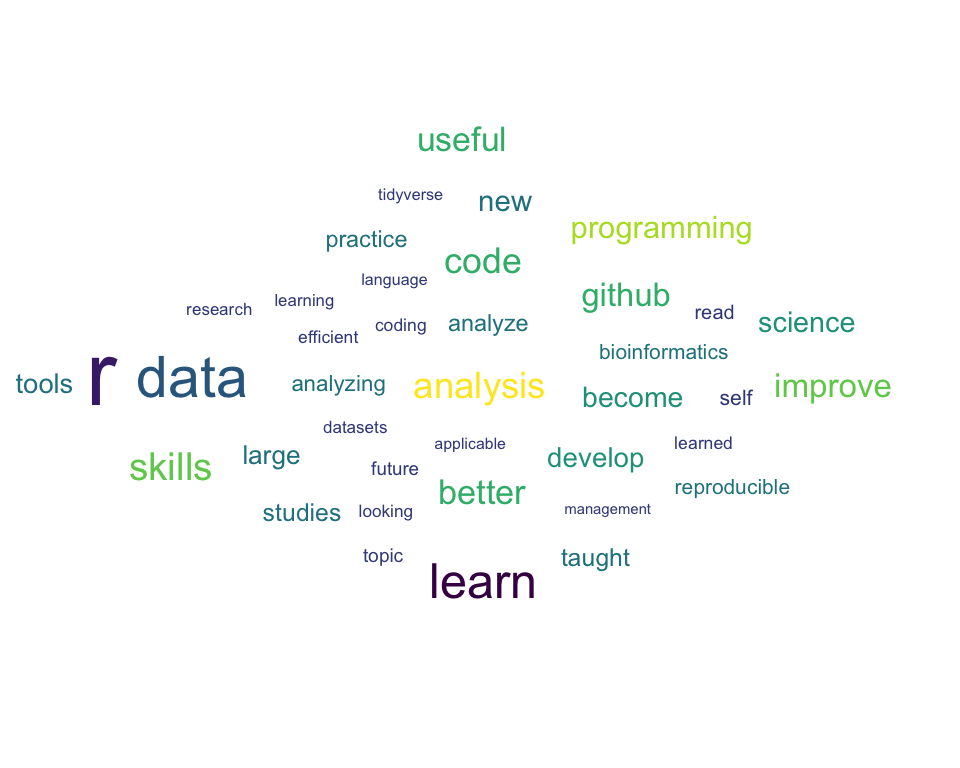 useful
tidyverse
new
programming
practice
code
language
github
learning
research
read
science
coding
analyze
efficient
bioinformatics
tools
r
data
analyzing
analysis
become
self
improve
datasets
applicable
learned
skills
large
future
develop
better
reproducible
studies
looking
management
topic
taught
learn